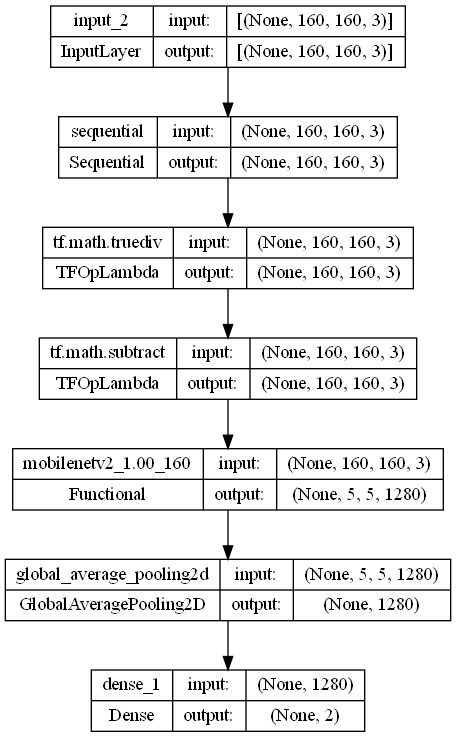 input_2 input: [(None, 160, 160, 3)]
InputLayer output: [(None, 160, 160, 3)]
sequential input: (None, 160, 160, 3)
Sequential output: (None, 160, 160, 3)
tf.math.truediv input: (None, 160, 160, 3)
TFOpLambda output: (None, 160, 160, 3)
tf.math.subtract input: (None, 160, 160, 3)
TFOpLambda output: (None, 160, 160, 3)
mobilenetv2_1.00_160 input: (None, 160, 160, 3)
Functional output: (None, 5, 5, 1280)
global_average_pooling2d input: (None, 5, 5, 1280)
GlobalAveragePooling2D output: (None, 1280)
dense_1 input: (None, 1280)
Dense output: (None, 2)